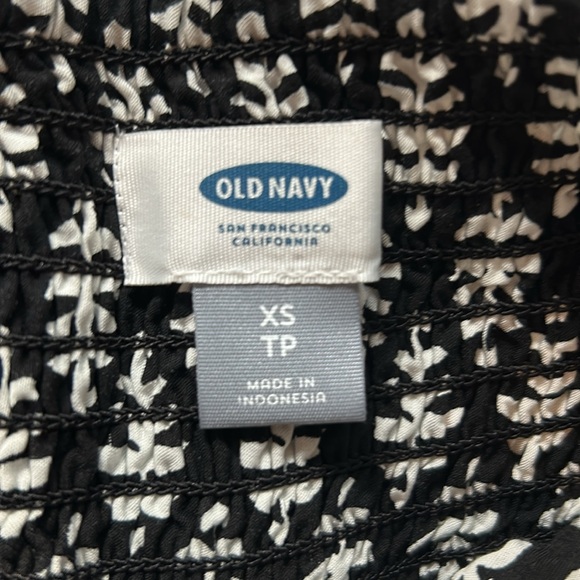 OLD NAVY
SAN FRANCISCO
CALIFORNIA
XS
TP
MADE IN
INDONESIA